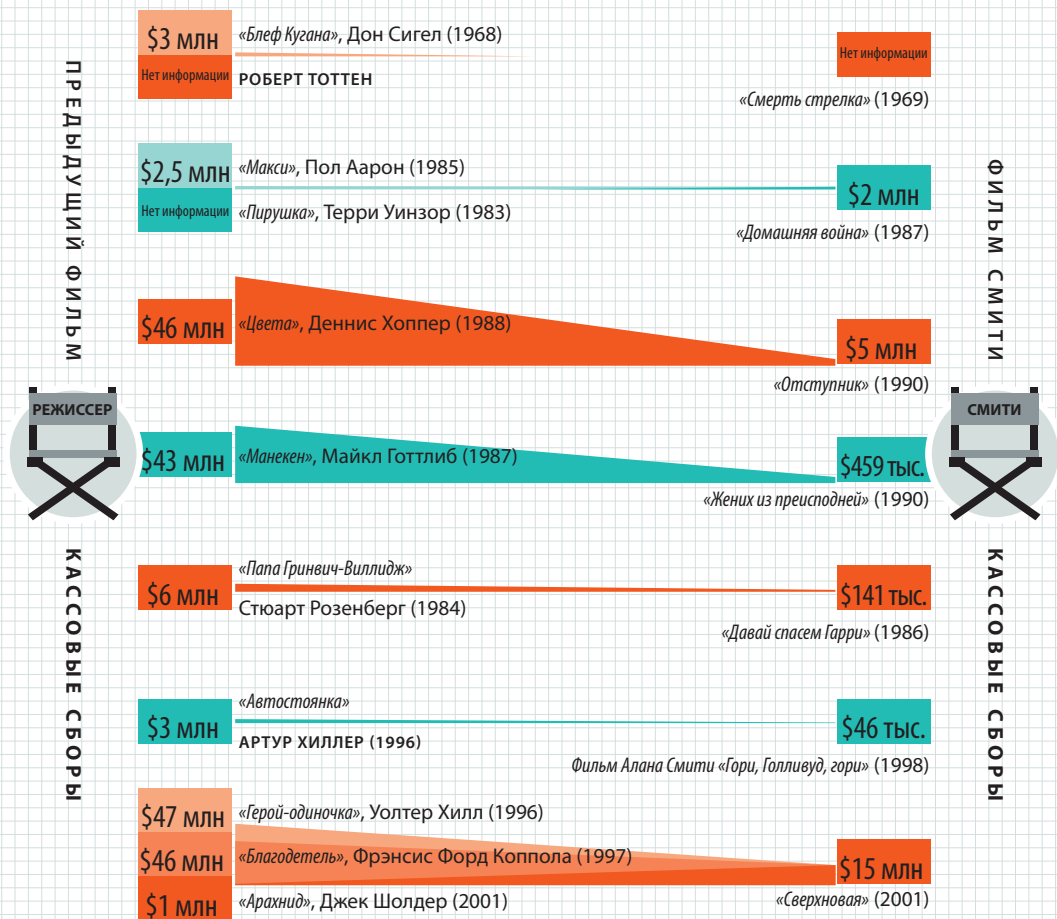 $3 млн
«Блеф Кугана», Дон Сигел (1968)
Нет информации
РОБЕРТ ТОТТЕН
Нет информации
«Смерть стрелка» (1969)
ПРЕДЫДУЩИЙ ФИЛЬМ
ФИЛЬМ СМИТИ
$2,5 млн
«Макси», Пол Аарон (1985)
Нет информации
«Пирушка», Терри Уинзор (1983)
$2 млн
«Домашняя война» (1987)
$46 млн
«Цвета», Деннис Хоппер (1988)
$5 млн
«Отступник» (1990)
РЕЖИССЕР
СМИТИ
$43 млн
«Манекен», Майкл Готтлиб (1987)
$459 тыс.
«Жених из преисподней» (1990)
КАССОВЫЕ СБОРЫ
КАССОВЫЕ СБОРЫ
$6 млн
«Папа Гринвич-Виллидж»
Стюарт Розенберг (1984)
$141 тыс.
«Давай спасем Гарри» (1986)
$3 млн
«Автостоянка»
АРТУР ХИЛЛЕР (1996)
$46 тыс.
Фильм Алана Смити «Гори, Голливуд, гори» (1998)
$47 млн
«Герой-одиночка», Уолтер Хилл (1996)
$46 млн
«Благодетель», Фрэнсис Форд Коппола (1997)
$1 млн
«Арахнид», Джек Шолдер (2001)
$15 млн
«Сверхновая» (2001)